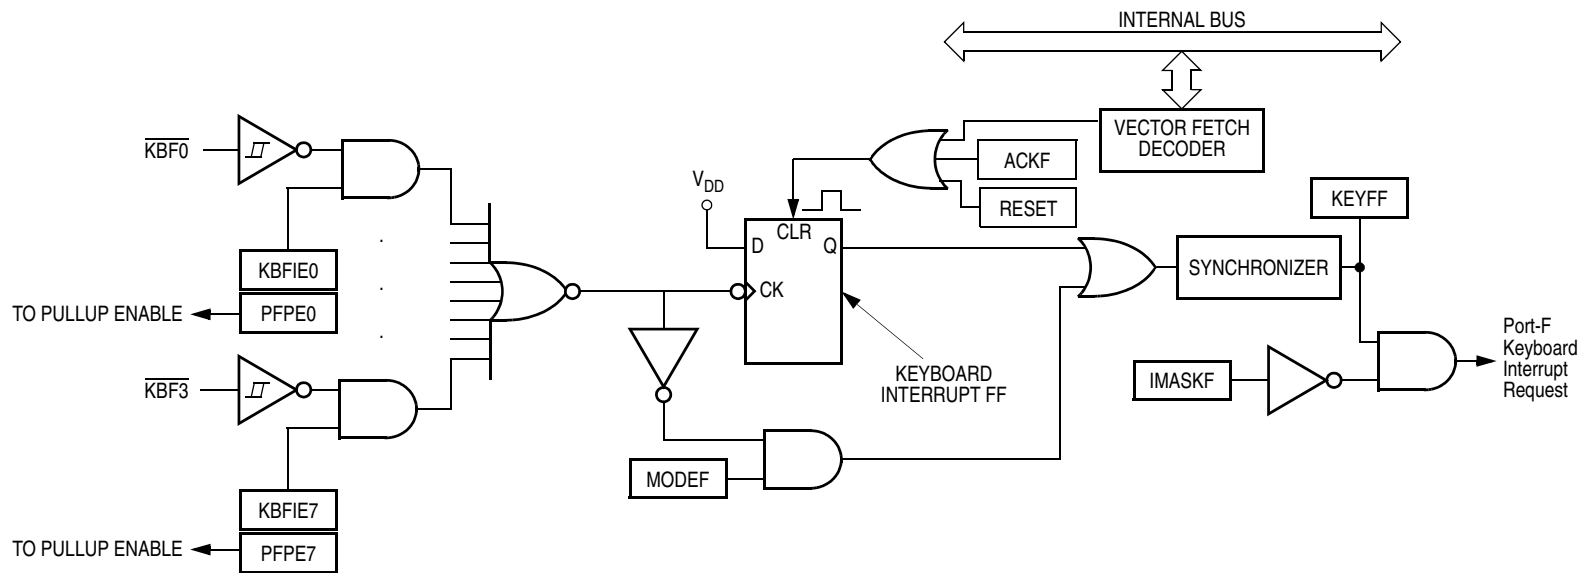 INTERNAL BUS
VECTOR FETCH
DECODER
ACKF
RESET
KBF0
KBFIE0
TO PULLUP ENABLE
PFPE0
KBF3
KBFIE7
TO PULLUP ENABLE
PFPE7
VDD
D
CLR
Q
CK
KEYBOARD
INTERRUPT FF
MODEF
SYNCHRONIZER
KEYFF
IMASKF
Port-F
Keyboard
Interrupt
Request